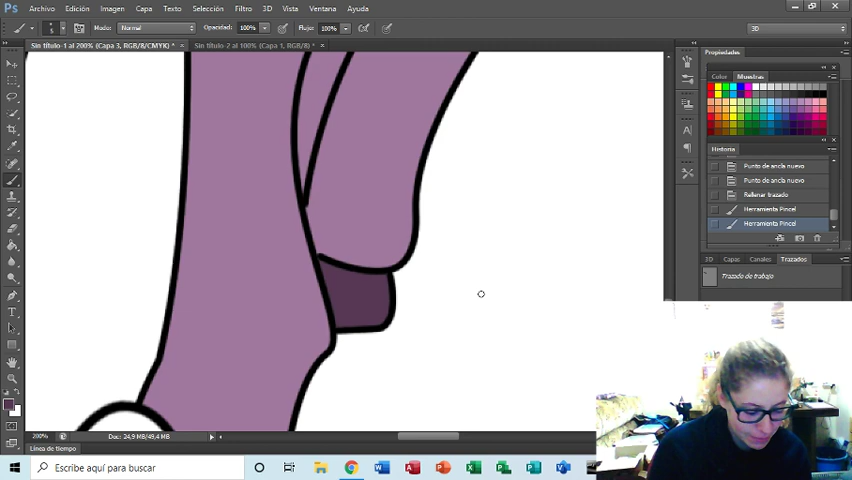 Ps Archivo Edición Imagen Capa Texto Selección Filtro 3D Vista Ventana Ayuda
5 Modo: Normal Opacidad: 100% Flujo: 100% 3D
Sin título-1 al 200% (Capa 3, RGB/8/CMYK) * × Sin título-2 al 100% (Capa 1, RGB/8) * ×
Propiedades
Color Muestras
Historia
Punto de ancla nuevo
Punto de ancla nuevo
Rellenar trazado
Herramienta Pincel
Herramienta Pincel
3D Capas Canales Trazados
Trazado de trabajo
200% Doc: 24,9 MB/49,4 MB
Línea de tiempo
Escribe aquí para buscar